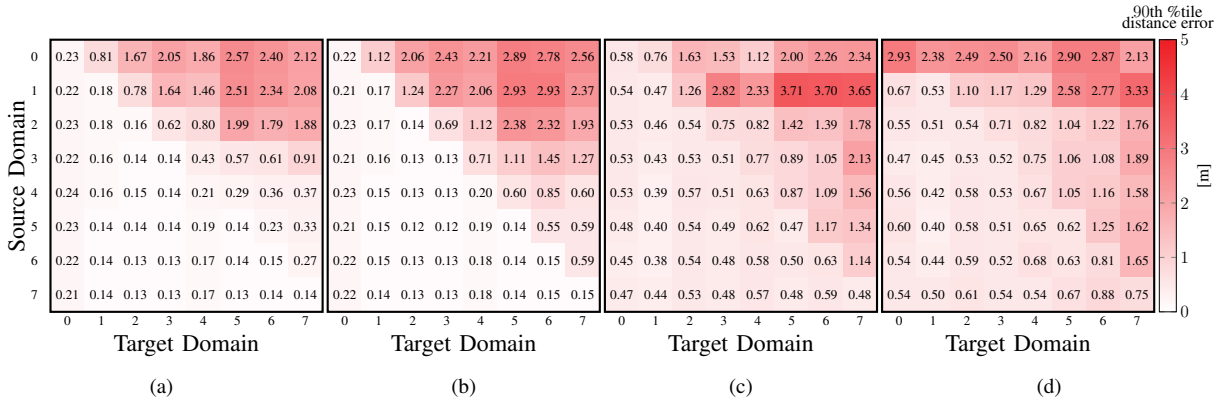 90th %tile
distance error
0 0.23 0.81 1.67 2.05 1.86 2.57 2.40 2.12 0.22 1.12 2.06 2.43 2.21 2.89 2.78 2.56 0.58 0.76 1.63 1.53 1.12 2.00 2.26 2.34 2.93 2.38 2.49 2.50 2.16 2.90 2.87 2.13 5
1 0.22 0.18 0.78 1.64 1.46 2.51 2.34 2.08 0.21 0.17 1.24 2.27 2.06 2.93 2.93 2.37 0.54 0.47 1.26 2.82 2.33 3.71 3.70 3.65 0.67 0.53 1.10 1.17 1.29 2.58 2.77 3.33 4
2 0.23 0.18 0.16 0.62 0.80 1.99 1.79 1.88 0.23 0.17 0.14 0.69 1.12 2.38 2.32 1.93 0.53 0.46 0.54 0.75 0.82 1.42 1.39 1.78 0.55 0.51 0.54 0.71 0.82 1.04 1.22 1.76 3
3 0.22 0.16 0.14 0.14 0.43 0.57 0.61 0.91 0.21 0.16 0.13 0.13 0.71 1.11 1.45 1.27 0.53 0.43 0.53 0.51 0.77 0.89 1.05 2.13 0.47 0.45 0.53 0.52 0.75 1.06 1.08 1.89
4 0.24 0.16 0.15 0.14 0.21 0.29 0.36 0.37 0.23 0.15 0.13 0.13 0.20 0.60 0.85 0.60 0.53 0.39 0.57 0.51 0.63 0.87 1.09 1.56 0.56 0.42 0.58 0.53 0.67 1.05 1.16 1.58 2
5 0.23 0.14 0.14 0.14 0.19 0.14 0.23 0.33 0.21 0.15 0.12 0.12 0.19 0.14 0.55 0.59 0.48 0.40 0.54 0.49 0.62 0.47 1.17 1.34 0.60 0.40 0.58 0.51 0.65 0.62 1.25 1.62
6 0.22 0.14 0.13 0.13 0.17 0.14 0.15 0.27 0.22 0.15 0.13 0.13 0.18 0.14 0.15 0.59 0.45 0.38 0.54 0.48 0.58 0.50 0.63 1.14 0.54 0.44 0.59 0.52 0.68 0.63 0.81 1.65 1
7 0.21 0.14 0.13 0.13 0.17 0.13 0.14 0.14 0.22 0.14 0.13 0.13 0.18 0.14 0.15 0.15 0.47 0.44 0.53 0.48 0.57 0.48 0.59 0.48 0.54 0.50 0.61 0.54 0.54 0.67 0.88 0.75 0
Source Domain
[m]
0 1 2 3 4 5 6 7 0 1 2 3 4 5 6 7 0 1 2 3 4 5 6 7 0 1 2 3 4 5 6 7
Target Domain Target Domain Target Domain Target Domain
(a) (b) (c) (d)